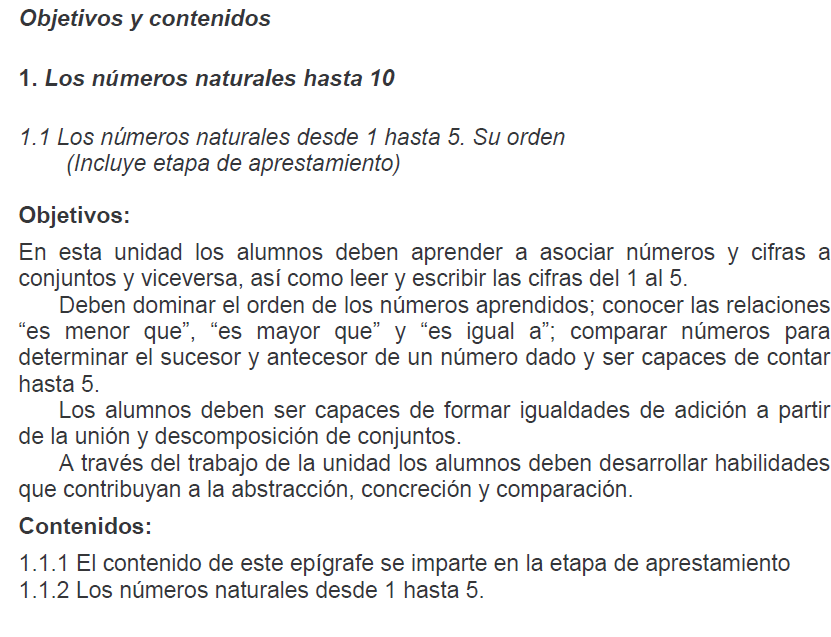 Objetivos y contenidos
1. Los números naturales hasta 10
1.1 Los números naturales desde 1 hasta 5. Su orden
(Incluye etapa de aprestamiento)
Objetivos:
En esta unidad los alumnos deben aprender a asociar números y cifras a
conjuntos y viceversa, así como leer y escribir las cifras del 1 al 5.
Deben dominar el orden de los números aprendidos; conocer las relaciones
“es menor que”, “es mayor que” y “es igual a”; comparar números para
determinar el sucesor y antecesor de un número dado y ser capaces de contar
hasta 5.
Los alumnos deben ser capaces de formar igualdades de adición a partir
de la unión y descomposición de conjuntos.
A través del trabajo de la unidad los alumnos deben desarrollar habilidades
que contribuyan a la abstracción, concreción y comparación.
Contenidos:
1.1.1 El contenido de este epígrafe se imparte en la etapa de aprestamiento
1.1.2 Los números naturales desde 1 hasta 5.